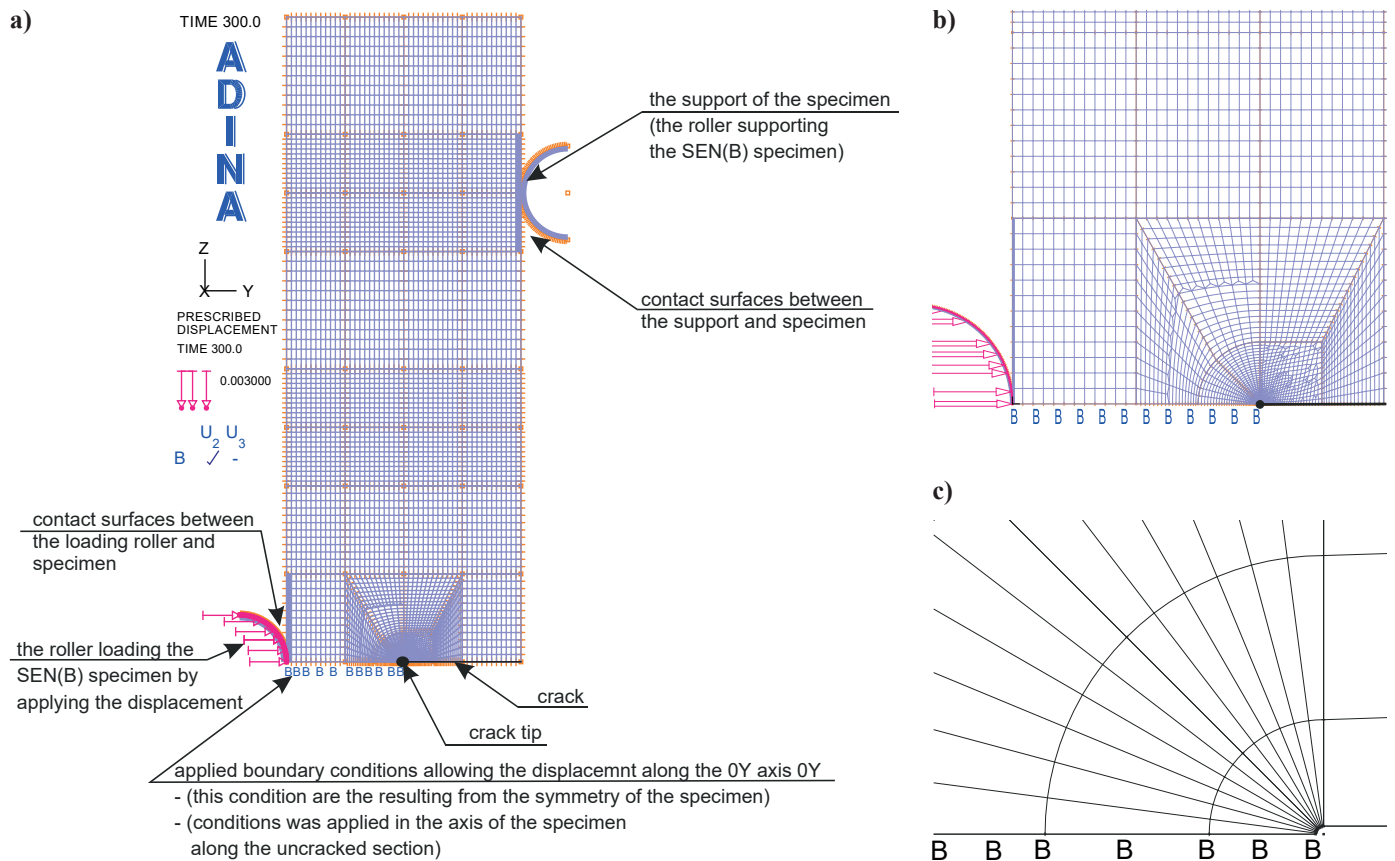 a)
TIME 300.0
ADINA
Z
X
Y
PRESCRIBED
DISPLACEMENT
TIME 300.0
0.003000
U2 U3
B ✓ -
the support of the specimen
(the roller supporting
the SEN(B) specimen)
contact surfaces between
the support and specimen
contact surfaces between
the loading roller and
specimen
the roller loading the
SEN(B) specimen by
applying the displacement
B B B B B B B B B B B
crack
crack tip
applied boundary conditions allowing the displacemnt along the 0Y axis 0Y
- (this condition are the resulting from the symmetry of the specimen)
- (conditions was applied in the axis of the specimen
along the uncracked section)
b)
B B B B B B B B B B B B
c)
B B B B B B B